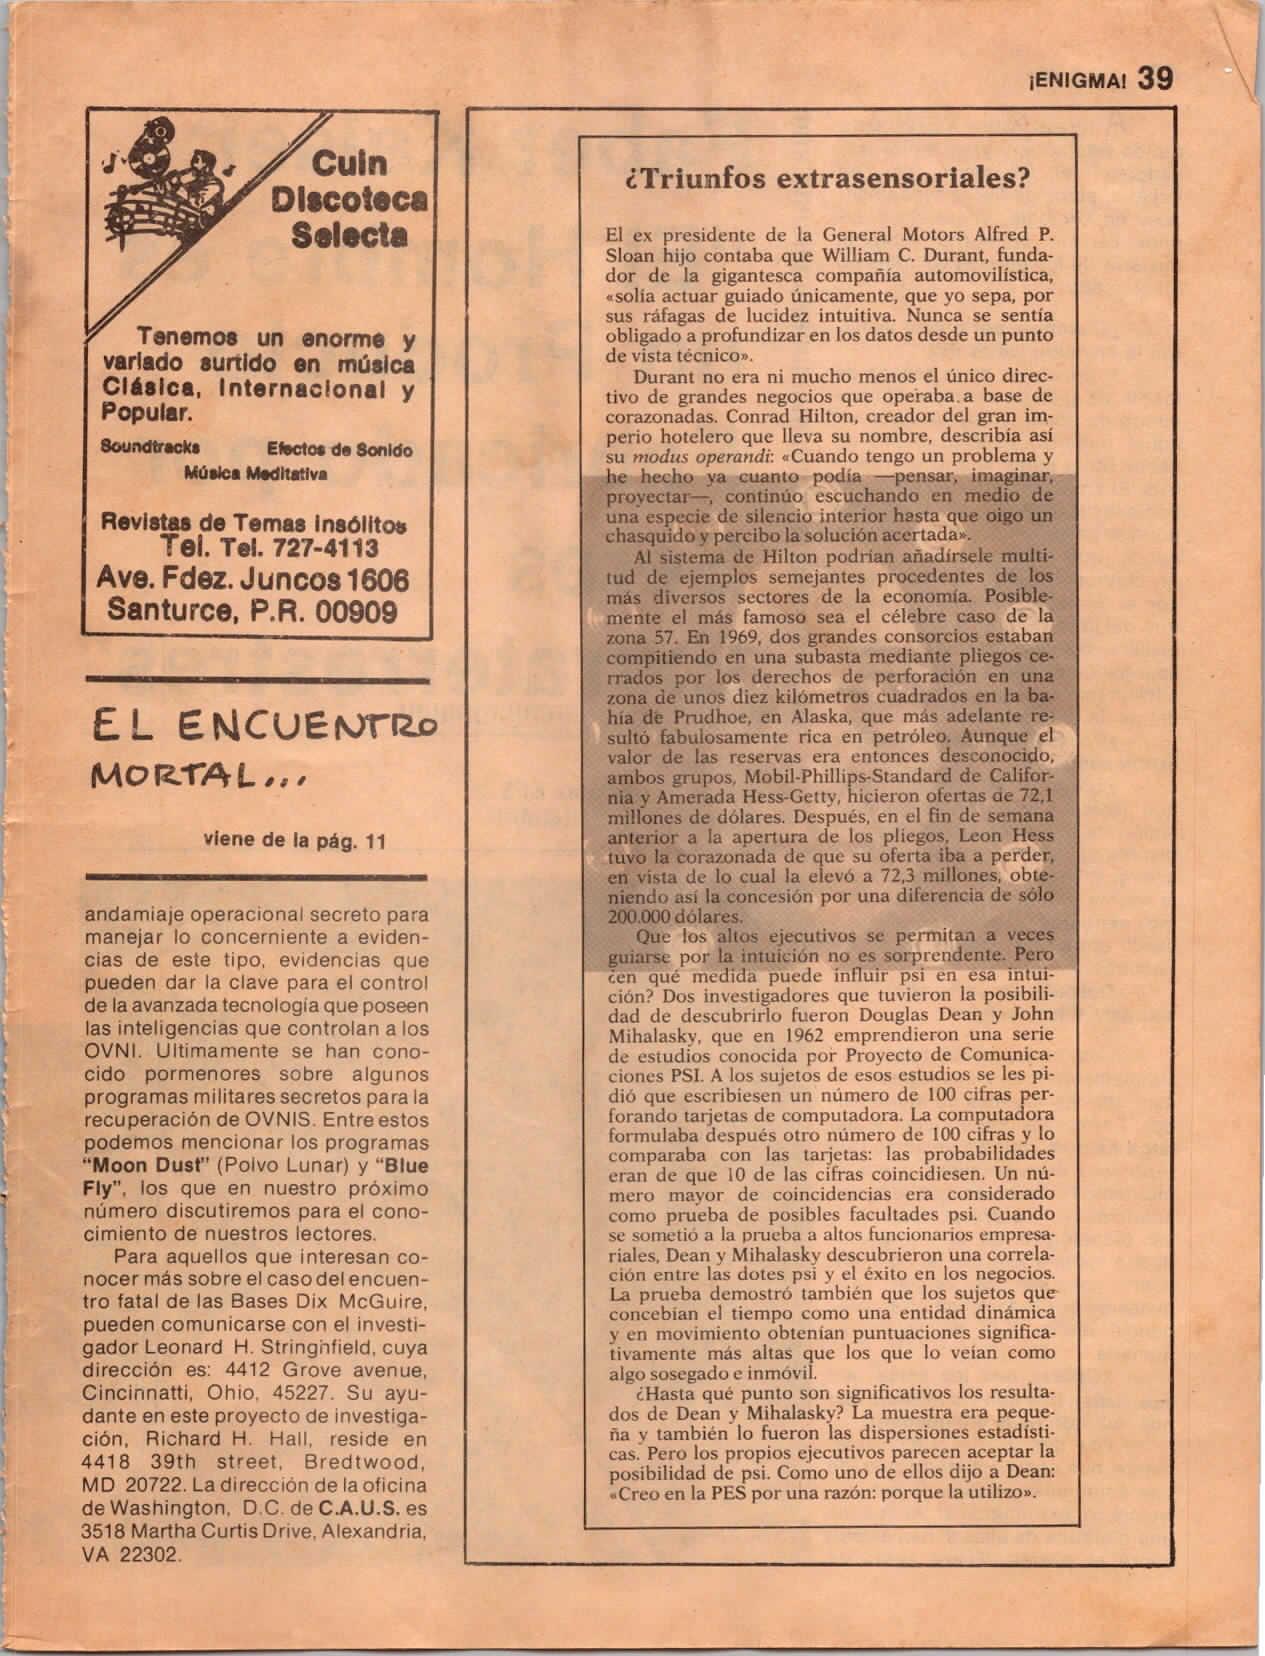 ¡ENIGMA! 39
Cuin
Discoteca
Selecta
Tenemos un enorme y
variado surtido en música
Clásica, Internacional y
Popular.
Soundtracks Efectos de Sonido
Música Meditativa
Revistas de Temas Insólitos
Tel. Tel. 727-4113
Ave. Fdez. Juncos 1606
Santurce, P.R. 00909
EL ENCUENTRO
MORTAL...
viene de la pág. 11
andamiaje operacional secreto para
manejar lo concerniente a eviden-
cias de este tipo, evidencias que
pueden dar la clave para el control
de la avanzada tecnología que poseen
las inteligencias que controlan a los
OVNI. Ultimamente se han cono-
cido pormenores sobre algunos
programas militares secretos para la
recuperación de OVNIS. Entre estos
podemos mencionar los programas
“Moon Dust” (Polvo Lunar) y “Blue
Fly”, los que en nuestro próximo
número discutiremos para el cono-
cimiento de nuestros lectores.
Para aquellos que interesan co-
nocer más sobre el caso del encuen-
tro fatal de las Bases Dix McGuire,
pueden comunicarse con el investi-
gador Leonard H. Stringhfield, cuya
dirección es: 4412 Grove avenue,
Cincinnatti, Ohio, 45227. Su ayu-
dante en este proyecto de investiga-
ción, Richard H. Hall, reside en
4418 39th street, Bredtwood,
MD 20722. La dirección de la oficina
de Washington, D.C. de C.A.U.S. es
3518 Martha Curtis Drive, Alexandria,
VA 22302.
¿Triunfos extrasensoriales?
El ex presidente de la General Motors Alfred P.
Sloan hijo contaba que William C. Durant, funda-
dor de la gigantesca compañía automovilística,
«solía actuar guiado únicamente, que yo sepa, por
sus ráfagas de lucidez intuitiva. Nunca se sentía
obligado a profundizar en los datos desde un punto
de vista técnico».
Durant no era ni mucho menos el único direc-
tivo de grandes negocios que operaba a base de
corazonadas. Conrad Hilton, creador del gran im-
perio hotelero que lleva su nombre, describía así
su modus operandi: «Cuando tengo un problema y
he hecho ya cuanto podía —pensar, imaginar,
proyectar—, continúo escuchando en medio de
una especie de silencio interior hasta que oigo un
chasquido y percibo la solución acertada».
Al sistema de Hilton podrían añadírsele multi-
tud de ejemplos semejantes procedentes de los
más diversos sectores de la economía. Posible-
mente el más famoso sea el célebre caso de la
zona 57. En 1969, dos grandes consorcios estaban
compitiendo en una subasta mediante pliegos ce-
rrados por los derechos de perforación en una
zona de unos diez kilómetros cuadrados en la ba-
hía de Prudhoe, en Alaska, que más adelante re-
sultó fabulosamente rica en petróleo. Aunque el
valor de las reservas era entonces desconocido,
ambos grupos, Mobil-Phillips-Standard de Califor-
nia y Amerada Hess-Getty, hicieron ofertas de 72,1
millones de dólares. Después, en el fin de semana
anterior a la apertura de los pliegos, Leon Hess
tuvo la corazonada de que su oferta iba a perder,
en vista de lo cual la elevó a 72,3 millones, obte-
niendo así la concesión por una diferencia de sólo
200.000 dólares.
Que los altos ejecutivos se permitan a veces
guiarse por la intuición no es sorprendente. Pero
¿en qué medida puede influir psi en esa intui-
ción? Dos investigadores que tuvieron la posibili-
dad de descubrirlo fueron Douglas Dean y John
Mihalasky, que en 1962 emprendieron una serie
de estudios conocida por Proyecto de Comunica-
ciones PSI. A los sujetos de esos estudios se les pi-
dió que escribiesen un número de 100 cifras per-
forando tarjetas de computadora. La computadora
formulaba después otro número de 100 cifras y lo
comparaba con las tarjetas: las probabilidades
eran de que 10 de las cifras coincidiesen. Un nú-
mero mayor de coincidencias era considerado
como prueba de posibles facultades psi. Cuando
se sometió a la prueba a altos funcionarios empresa-
riales, Dean y Mihalasky descubrieron una correla-
ción entre las dotes psi y el éxito en los negocios.
La prueba demostró también que los sujetos que
concebían el tiempo como una entidad dinámica
y en movimiento obtenían puntuaciones significa-
tivamente más altas que los que lo veían como
algo sosegado e inmóvil.
¿Hasta qué punto son significativos los resulta-
dos de Dean y Mihalasky? La muestra era peque-
ña y también lo fueron las dispersiones estadísti-
cas. Pero los propios ejecutivos parecen aceptar la
posibilidad de psi. Como uno de ellos dijo a Dean:
«Creo en la PES por una razón: porque la utilizo».